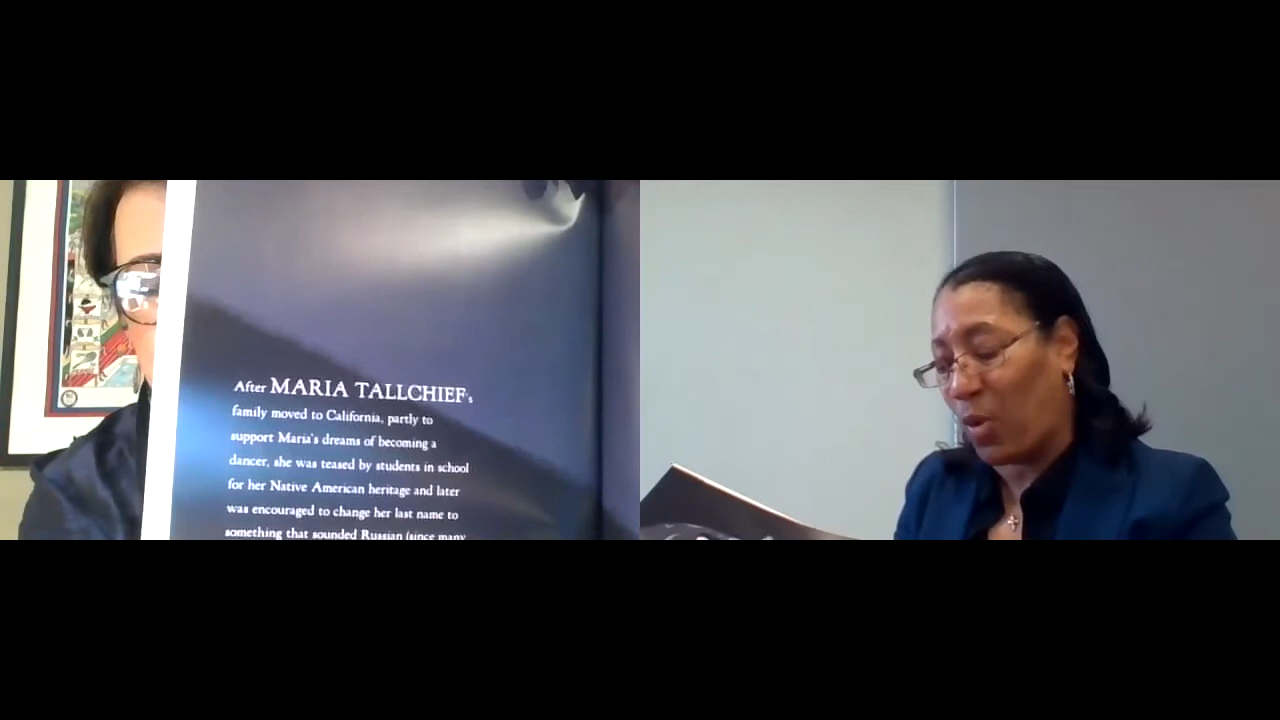 After MARIA TALLCHIEF's
family moved to California, partly to
support Maria's dreams of becoming a
dancer, she was teased by students in school
for her Native American heritage and later
was encouraged to change her last name to
something that sounded Russian (since many